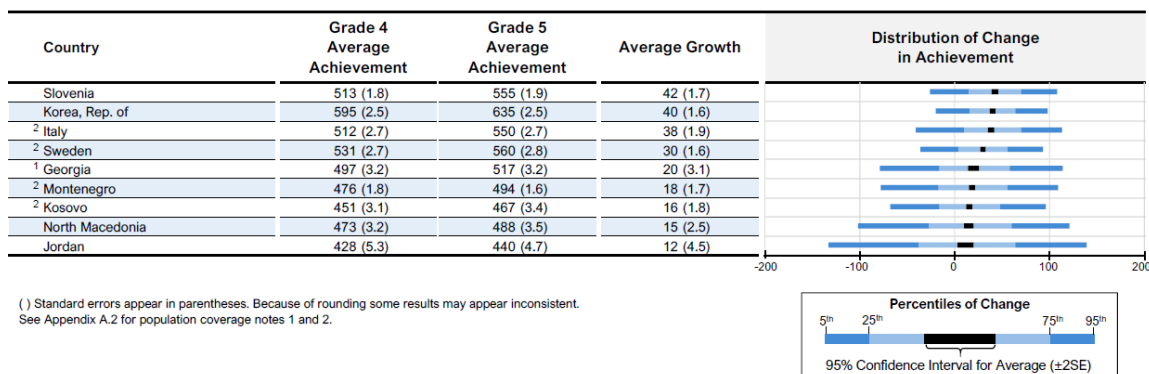 Country Grade 4 Average Achievement Grade 5 Average Achievement Average Growth Distribution of Change in Achievement
Slovenia 513 (1.8) 555 (1.9) 42 (1.7)
Korea, Rep. of 595 (2.5) 635 (2.5) 40 (1.6)
2 Italy 512 (2.7) 550 (2.7) 38 (1.9)
2 Sweden 531 (2.7) 560 (2.8) 30 (1.6)
1 Georgia 497 (3.2) 517 (3.2) 20 (3.1)
2 Montenegro 476 (1.8) 494 (1.6) 18 (1.7)
2 Kosovo 451 (3.1) 467 (3.4) 16 (1.8)
North Macedonia 473 (3.2) 488 (3.5) 15 (2.5)
Jordan 428 (5.3) 440 (4.7) 12 (4.5)
-200 -100 0 100 200
( ) Standard errors appear in parentheses. Because of rounding some results may appear inconsistent.
See Appendix A.2 for population coverage notes 1 and 2.
Percentiles of Change
5th 25th 75th 95th
95% Confidence Interval for Average (±2SE)